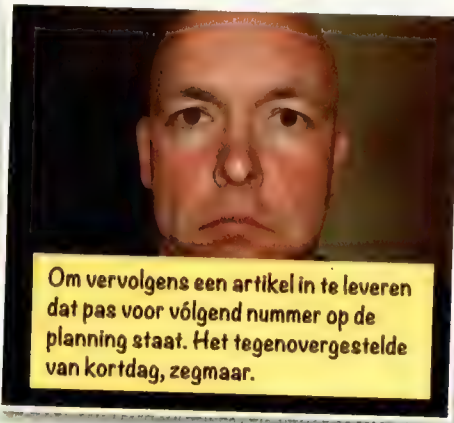 Om vervolgens een artikel in te leveren
dat pas voor vólgend nummer op de
planning staat. Het tegenovergestelde
van kortdag, zegmaar.